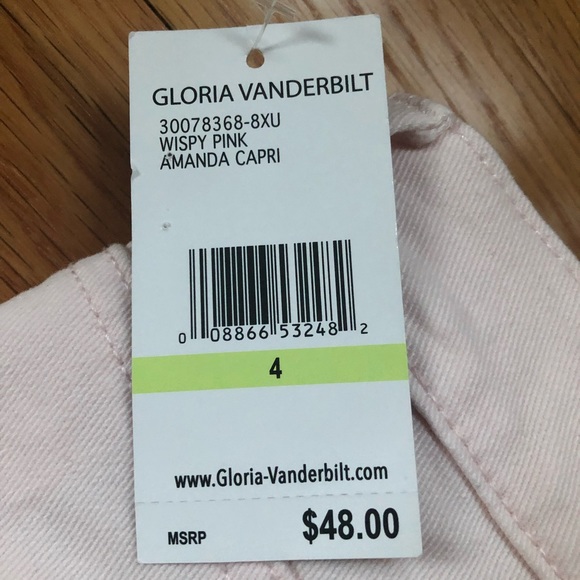 GLORIA VANDERBILT
30078368-8XU
WISPY PINK
AMANDA CAPRI
0 08866 53248 2
4
www.Gloria-Vanderbilt.com
MSRP $48.00